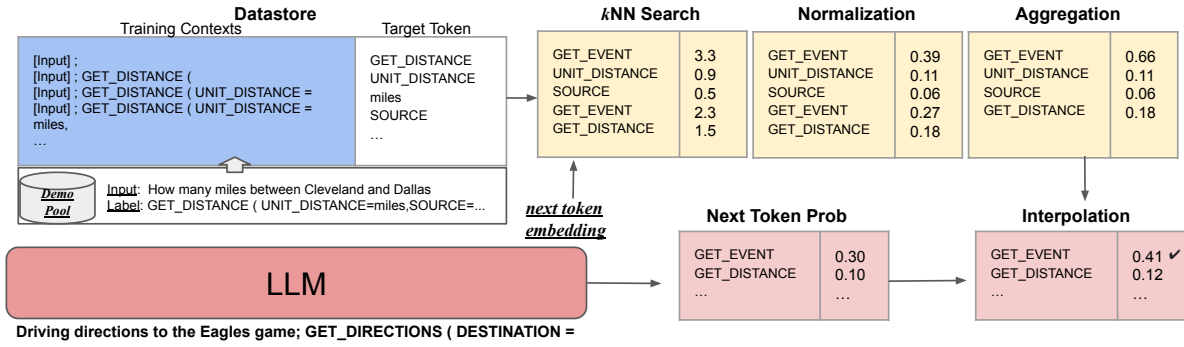 Datastore
Training Contexts
Target Token
[Input] ;
[Input] ; GET_DISTANCE (
[Input] ; GET_DISTANCE ( UNIT_DISTANCE =
[Input] ; GET_DISTANCE ( UNIT_DISTANCE =
miles,
…
GET_DISTANCE
UNIT_DISTANCE
miles
SOURCE
…
Demo
Pool
Input: How many miles between Cleveland and Dallas
Label: GET_DISTANCE ( UNIT_DISTANCE=miles,SOURCE=...
kNN Search
GET_EVENT 3.3
UNIT_DISTANCE 0.9
SOURCE 0.5
GET_EVENT 2.3
GET_DISTANCE 1.5
next token
embedding
Normalization
GET_EVENT 0.39
UNIT_DISTANCE 0.11
SOURCE 0.06
GET_EVENT 0.27
GET_DISTANCE 0.18
Aggregation
GET_EVENT 0.66
UNIT_DISTANCE 0.11
SOURCE 0.06
GET_DISTANCE 0.18
LLM
Driving directions to the Eagles game; GET_DIRECTIONS ( DESTINATION =
Next Token Prob
GET_EVENT 0.30
GET_DISTANCE 0.10
… …
Interpolation
GET_EVENT 0.41 ✔
GET_DISTANCE 0.12
… …